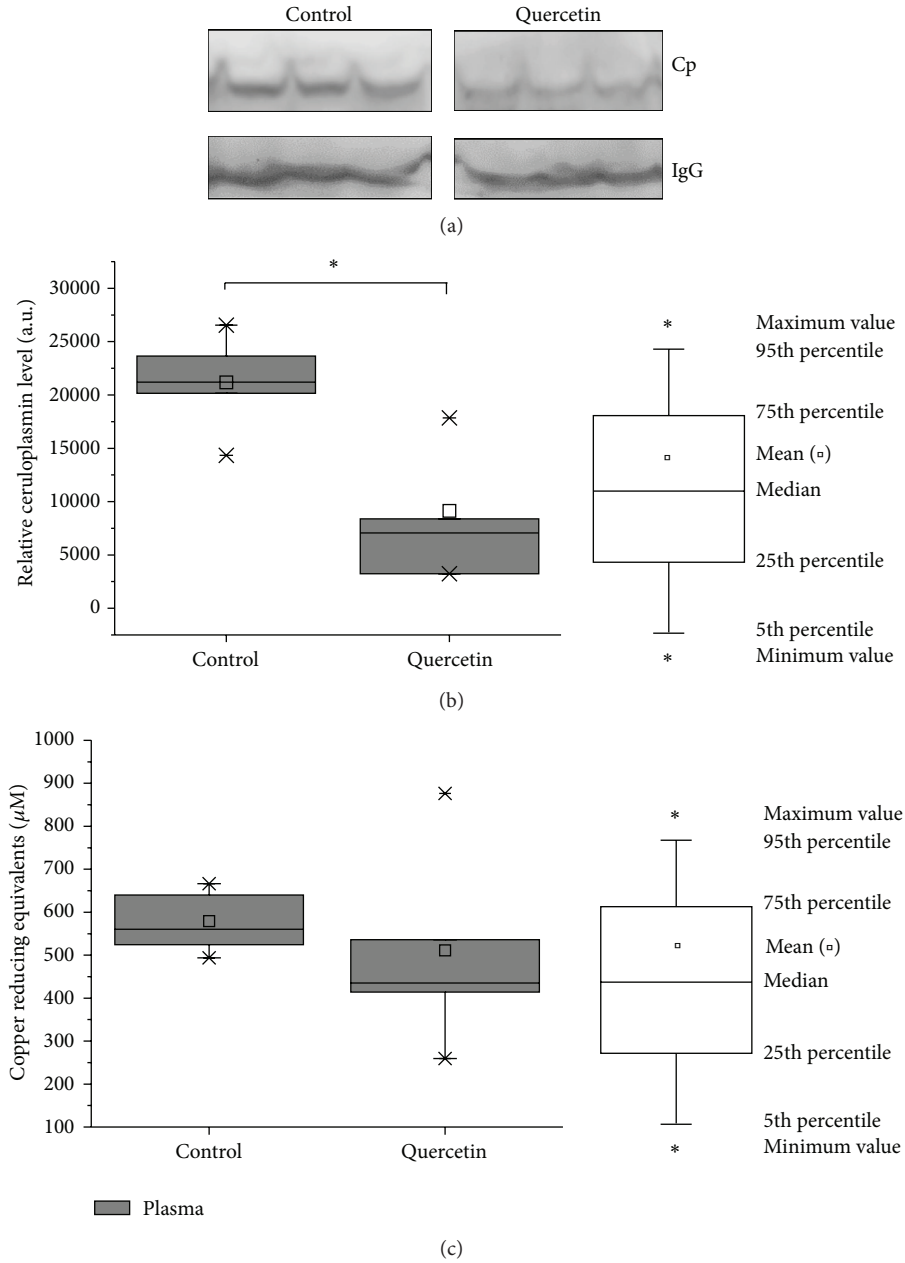 Control Quercetin
Cp
IgG
(a)
*
Relative ceruloplasmin level (a.u.)
30000
25000
20000
15000
10000
5000
0
Control Quercetin
*
Maximum value
95th percentile
75th percentile
Mean (▫)
Median
25th percentile
5th percentile
*
Minimum value
(b)
Copper reducing equivalents (μM)
1000
900
800
700
600
500
400
300
200
100
Control Quercetin
*
Maximum value
95th percentile
75th percentile
Mean (▫)
Median
25th percentile
5th percentile
*
Minimum value
Plasma
(c)